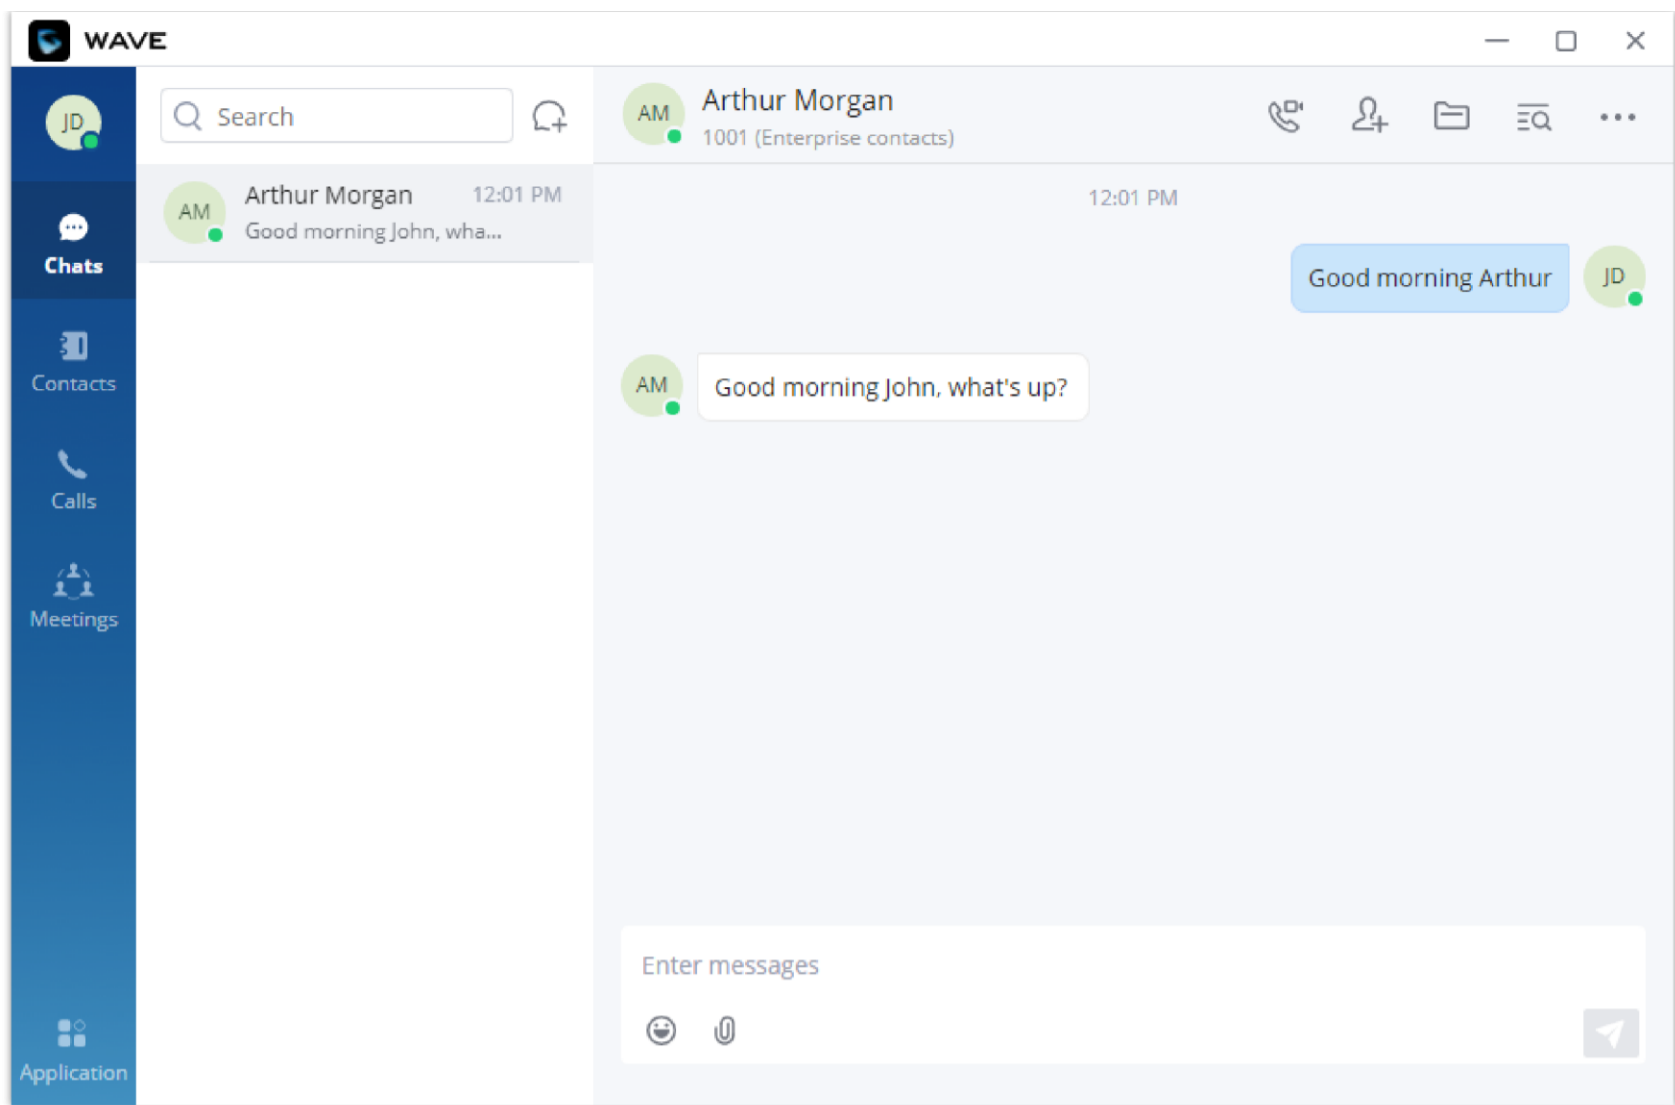 WAVE
JD
Chats
Contacts
Calls
Meetings
Application
Search
AM
Arthur Morgan
12:01 PM
Good morning John, wha...
AM
Arthur Morgan
1001 (Enterprise contacts)
12:01 PM
Good morning Arthur
JD
AM
Good morning John, what's up?
Enter messages